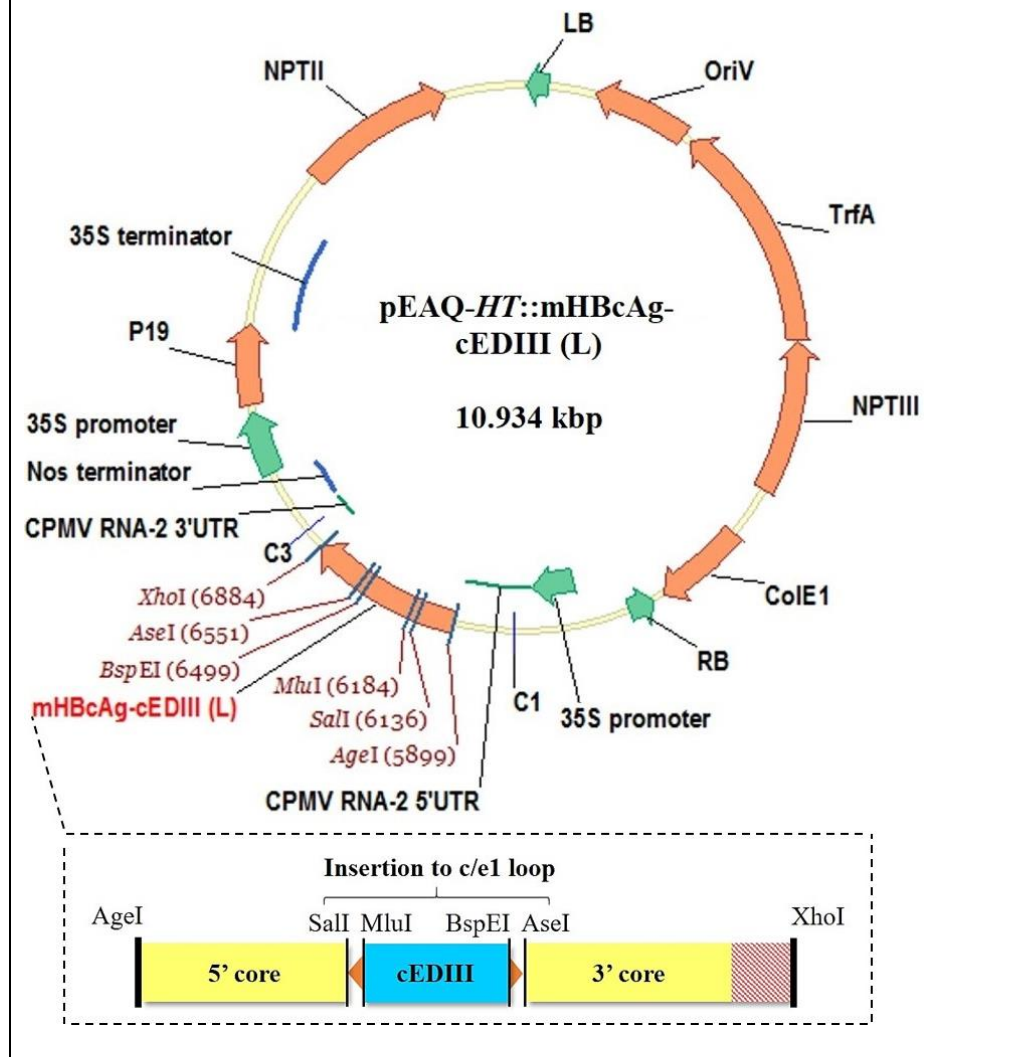 LB
NPTII
OriV
TrfA
35S terminator
pEAQ-HT::mHBcAg-
cEDIII (L)
10.934 kbp
P19
NPTIII
35S promoter
Nos terminator
CPMV RNA-2 3'UTR
C3
XhoI (6884)
AseI (6551)
BspEI (6499)
mHBcAg-cEDIII (L)
MluI (6184)
SalI (6136)
AgeI (5899)
C1
35S promoter
RB
ColE1
CPMV RNA-2 5'UTR
Insertion to c/e1 loop
AgeI
SalI MluI BspEI AseI
XhoI
5’ core
cEDIII
3’ core